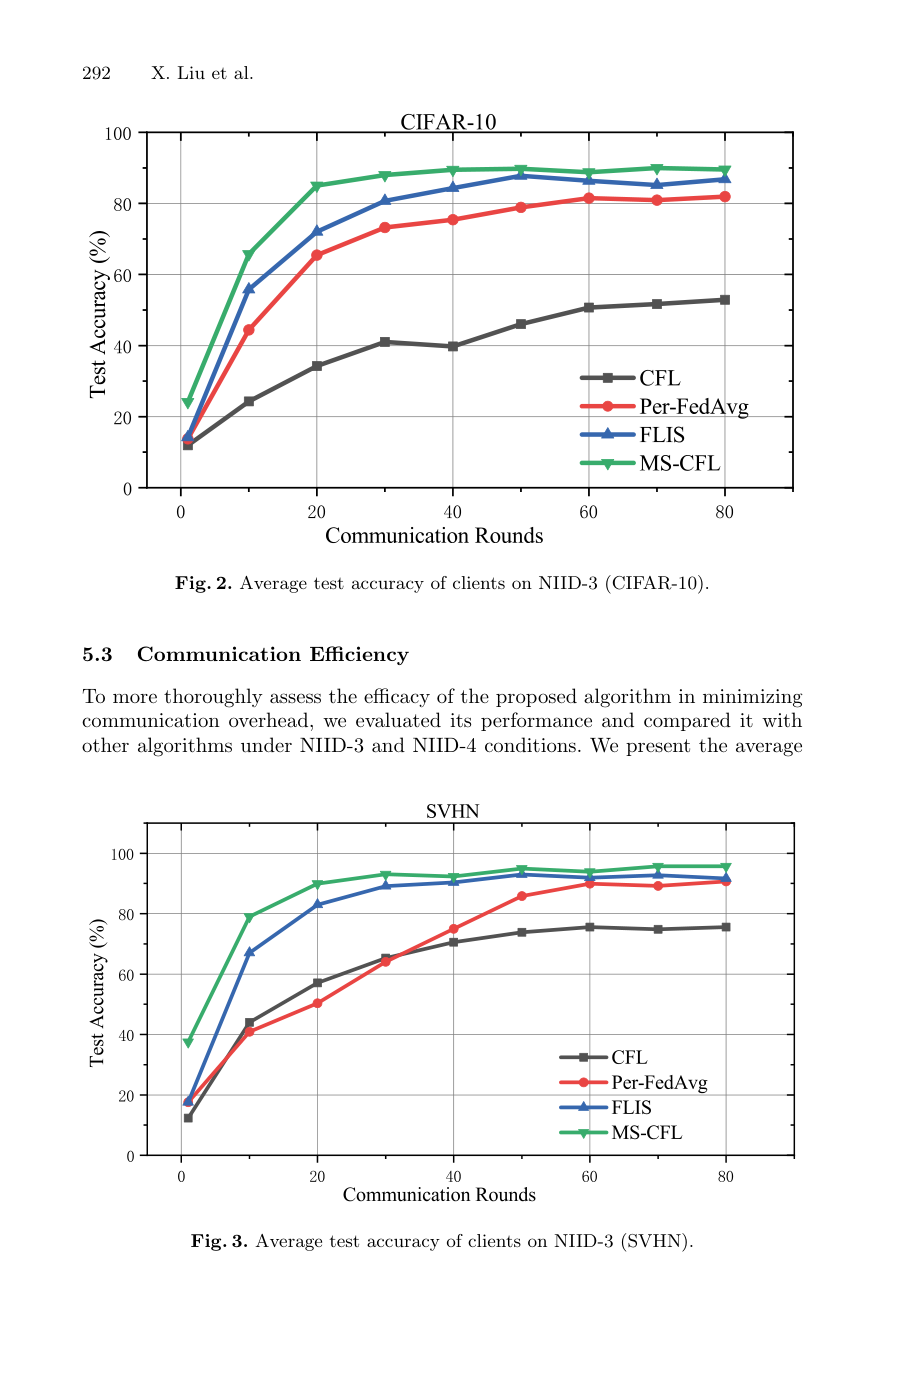 292 X. Liu et al.
CIFAR-10
100
80
60
40
20
0
Test Accuracy (%)
CFL
Per-FedAvg
FLIS
MS-CFL
0 20 40 60 80
Communication Rounds
Fig. 2. Average test accuracy of clients on NIID-3 (CIFAR-10).
5.3 Communication Efficiency
To more thoroughly assess the efficacy of the proposed algorithm in minimizing
communication overhead, we evaluated its performance and compared it with
other algorithms under NIID-3 and NIID-4 conditions. We present the average
SVHN
100
80
60
40
20
0
Test Accuracy (%)
CFL
Per-FedAvg
FLIS
MS-CFL
0 20 40 60 80
Communication Rounds
Fig. 3. Average test accuracy of clients on NIID-3 (SVHN).